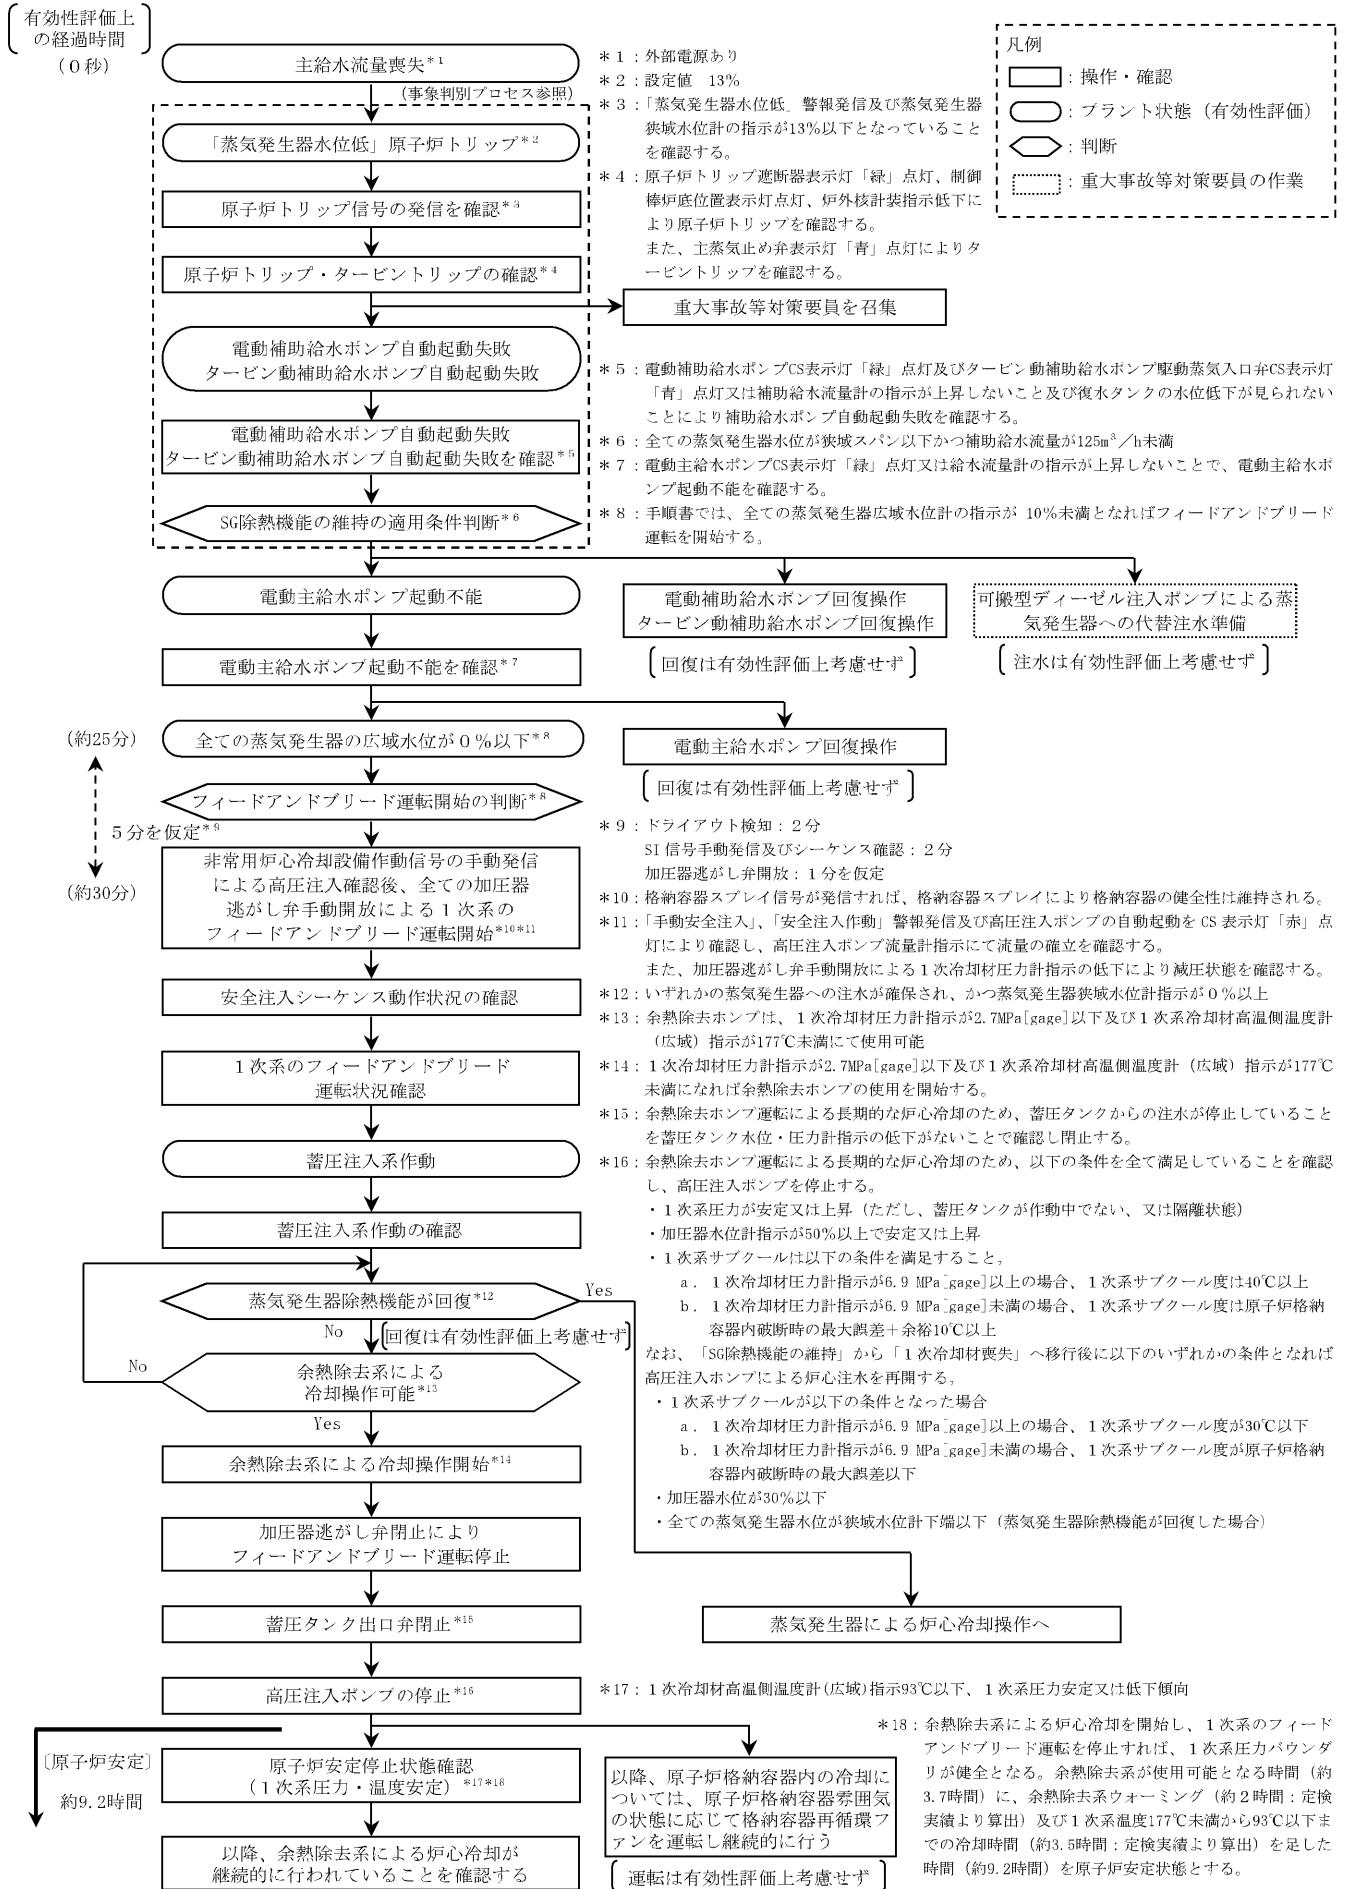 有効性評価上
の経過時間
（０秒）
主給水流量喪失＊１
（事象判別プロセス参照）
「蒸気発生器水位低」原子炉トリップ＊２
原子炉トリップ信号の発信を確認＊３
原子炉トリップ・タービントリップの確認＊４
重大事故等対策要員を召集
電動補助給水ポンプ自動起動失敗
タービン動補助給水ポンプ自動起動失敗
電動補助給水ポンプ自動起動失敗
タービン動補助給水ポンプ自動起動失敗を確認＊５
SG除熱機能の維持の適用条件判断＊６
＊１：外部電源あり
＊２：設定値　13％
＊３：「蒸気発生器水位低」警報発信及び蒸気発生器
狭域水位計の指示が13％以下となっていること
を確認する。
＊４：原子炉トリップ遮断器表示灯「緑」点灯、制御
棒炉底位置表示灯点灯、炉外核計装指示低下に
より原子炉トリップを確認する。
また、主蒸気止め弁表示灯「青」点灯によりタ
ービントリップを確認する。
凡例
：操作・確認
：プラント状態（有効性評価）
：判断
：重大事故等対策要員の作業
＊５：電動補助給水ポンプCS表示灯「緑」点灯及びタービン動補助給水ポンプ駆動蒸気入口弁CS表示灯
「青」点灯又は補助給水流量計の指示が上昇しないこと及び復水タンクの水位低下が見られない
ことにより補助給水ポンプ自動起動失敗を確認する。
＊６：全ての蒸気発生器水位が狭域スパン以下かつ補助給水流量が125m³／h未満
＊７：電動主給水ポンプCS表示灯「緑」点灯又は給水流量計の指示が上昇しないことで、電動主給水ポ
ンプ起動不能を確認する。
＊８：手順書では、全ての蒸気発生器広域水位計の指示が 10％未満となればフィードアンドブリード
運転を開始する。
電動主給水ポンプ起動不能
電動補助給水ポンプ回復操作
タービン動補助給水ポンプ回復操作
回復は有効性評価上考慮せず
可搬型ディーゼル注入ポンプによる蒸
気発生器への代替注水準備
注水は有効性評価上考慮せず
電動主給水ポンプ起動不能を確認＊７
（約25分）
全ての蒸気発生器の広域水位が０％以下＊８
電動主給水ポンプ回復操作
回復は有効性評価上考慮せず
フィードアンドブリード運転開始の判断＊８
５分を仮定＊９
（約30分）
非常用炉心冷却設備作動信号の手動発信
による高圧注入確認後、全ての加圧器
逃がし弁手動開放による１次系の
フィードアンドブリード運転開始＊10＊11
安全注入シーケンス動作状況の確認
１次系のフィードアンドブリード
運転状況確認
蓄圧注入系作動
蓄圧注入系作動の確認
蒸気発生器除熱機能が回復＊12
Yes
No
回復は有効性評価上考慮せず
No
余熱除去系による
冷却操作可能＊13
Yes
余熱除去系による冷却操作開始＊14
加圧器逃がし弁閉止により
フィードアンドブリード運転停止
蓄圧タンク出口弁閉止＊15
高圧注入ポンプの停止＊16
＊９：ドライアウト検知：２分
SI 信号手動発信及びシーケンス確認：２分
加圧器逃がし弁開放：１分を仮定
＊10：格納容器スプレイ信号が発信すれば、格納容器スプレイにより格納容器の健全性は維持される。
＊11：「手動安全注入」、「安全注入作動」警報発信及び高圧注入ポンプの自動起動を CS 表示灯「赤」点
灯により確認し、高圧注入ポンプ流量計指示にて流量の確立を確認する。
また、加圧器逃がし弁手動開放による１次冷却材圧力計指示の低下により減圧状態を確認する。
＊12：いずれかの蒸気発生器への注水が確保され、かつ蒸気発生器狭域水位計指示が０％以上
＊13：余熱除去ポンプは、１次冷却材圧力計指示が2.7MPa[gage]以下及び１次系冷却材高温側温度計
（広域）指示が177℃未満にて使用可能
＊14：１次冷却材圧力計指示が2.7MPa[gage]以下及び１次系冷却材高温側温度計（広域）指示が177℃
未満になれば余熱除去ポンプの使用を開始する。
＊15：余熱除去ポンプ運転による長期的な炉心冷却のため、蓄圧タンクからの注水が停止していること
を蓄圧タンク水位・圧力計指示の低下がないことで確認し閉止する。
＊16：余熱除去ポンプ運転による長期的な炉心冷却のため、以下の条件を全て満足していることを確認
し、高圧注入ポンプを停止する。
・１次系圧力が安定又は上昇（ただし、蓄圧タンクが作動中でない、又は隔離状態）
・加圧器水位計指示が50％以上で安定又は上昇
・１次系サブクールは以下の条件を満足すること。
ａ．１次冷却材圧力計指示が6.9 MPa[gage]以上の場合、１次系サブクール度は40℃以上
ｂ．１次冷却材圧力計指示が6.9 MPa[gage]未満の場合、１次系サブクール度は原子炉格納
容器内破断時の最大誤差＋余裕10℃以上
なお、「SG除熱機能の維持」から「１次冷却材喪失」へ移行後に以下のいずれかの条件となれば
高圧注入ポンプによる炉心注水を再開する。
・１次系サブクールが以下の条件となった場合
ａ．１次冷却材圧力計指示が6.9 MPa[gage]以上の場合、１次系サブクール度が30℃以下
ｂ．１次冷却材圧力計指示が6.9 MPa[gage]未満の場合、１次系サブクール度が原子炉格納
容器内破断時の最大誤差以下
・加圧器水位が30％以下
・全ての蒸気発生器水位が狭域水位計下端以下（蒸気発生器除熱機能が回復した場合）
蒸気発生器による炉心冷却操作へ
＊17：１次冷却材高温側温度計(広域)指示93℃以下、１次系圧力安定又は低下傾向
〔原子炉安定〕
約9.2時間
原子炉安定停止状態確認
（１次系圧力・温度安定）＊17＊18
以降、余熱除去系による炉心冷却が
継続的に行われていることを確認する
以降、原子炉格納容器内の冷却に
ついては、原子炉格納容器雰囲気
の状態に応じて格納容器再循環フ
ァンを運転し継続的に行う
運転は有効性評価上考慮せず
＊18：余熱除去系による炉心冷却を開始し、１次系のフィード
アンドブリード運転を停止すれば、１次系圧力バウンダ
リが健全となる。余熱除去系が使用可能となる時間（約
3.7時間）に、余熱除去系ウォーミング（約２時間：定検
実績より算出）及び１次系温度177℃未満から93℃以下ま
での冷却時間（約3.5時間：定検実績より算出）を足した
時間（約9.2時間）を原子炉安定状態とする。